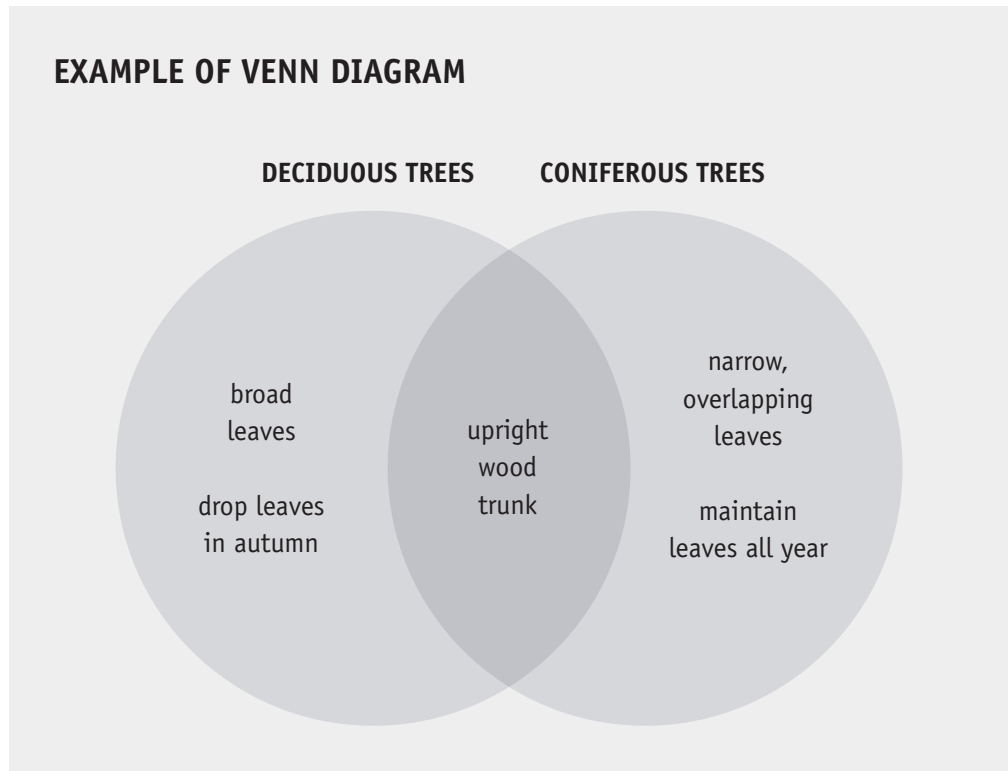 EXAMPLE OF VENN DIAGRAM
DECIDUOUS TREES
CONIFEROUS TREES
broad
leaves
drop leaves
in autumn
upright
wood
trunk
narrow,
overlapping
leaves
maintain
leaves all year